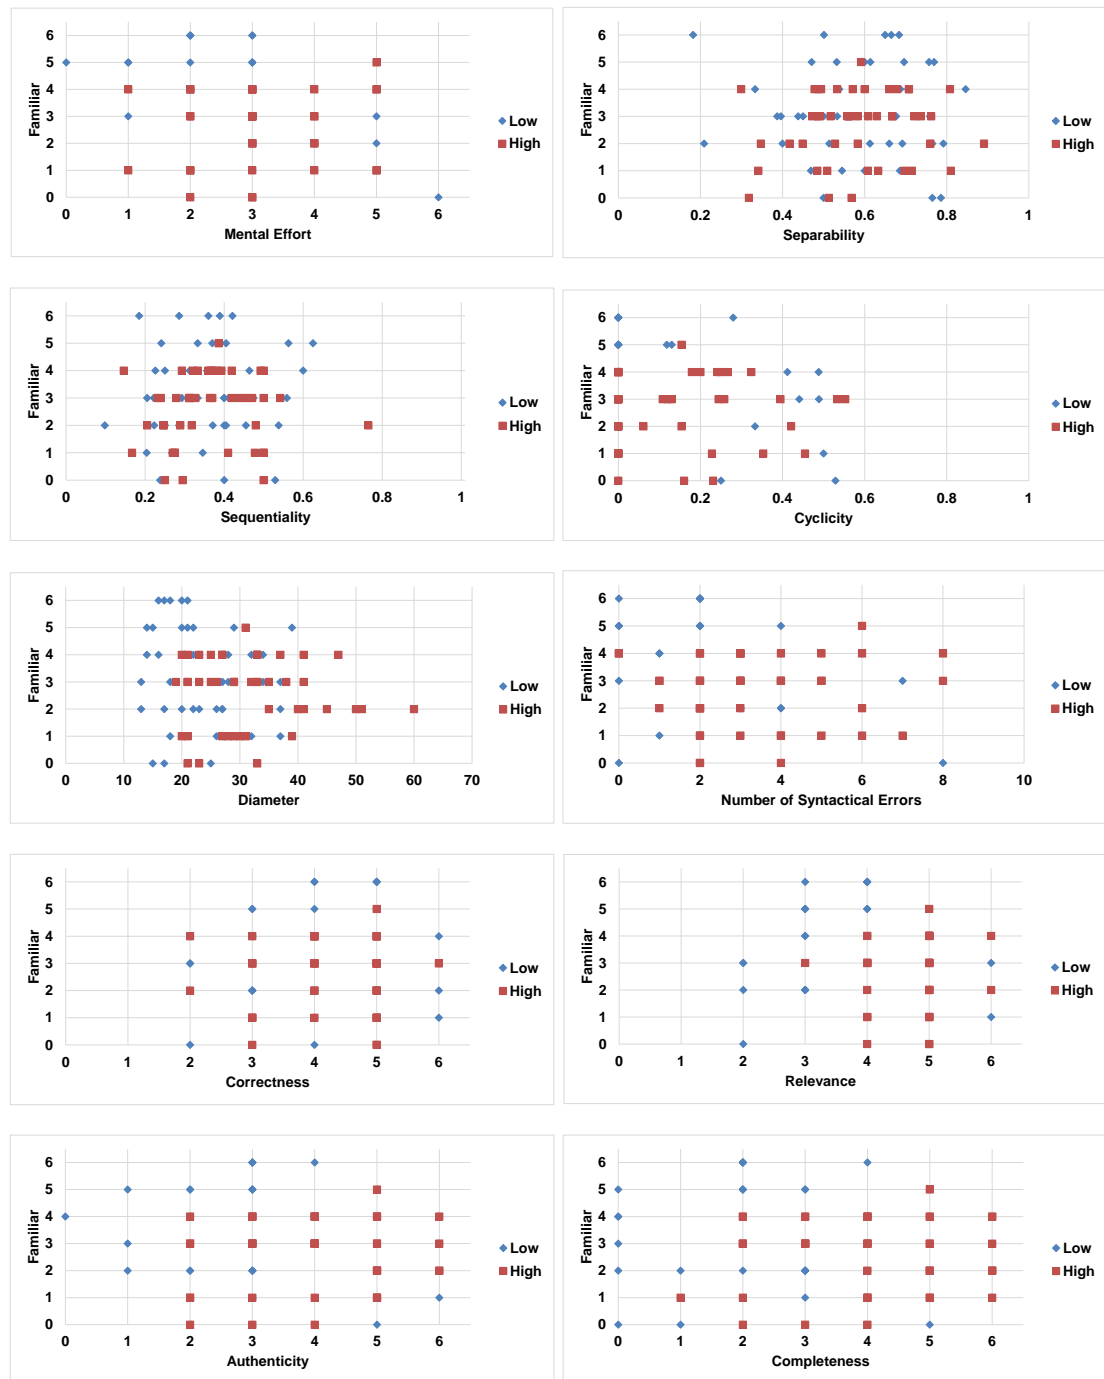 6
5
4
3
2
1
0
Familiar
0 1 2 3 4 5 6
Mental Effort
Low
High
6
5
4
3
2
1
0
Familiar
0 0.2 0.4 0.6 0.8 1
Separability
Low
High
6
5
4
3
2
1
0
Familiar
0 0.2 0.4 0.6 0.8 1
Sequentiality
Low
High
6
5
4
3
2
1
0
Familiar
0 0.2 0.4 0.6 0.8 1
Cyclicity
Low
High
6
5
4
3
2
1
0
Familiar
0 10 20 30 40 50 60 70
Diameter
Low
High
6
5
4
3
2
1
0
Familiar
0 2 4 6 8 10
Number of Syntactical Errors
Low
High
6
5
4
3
2
1
0
Familiar
0 1 2 3 4 5 6
Correctness
Low
High
6
5
4
3
2
1
0
Familiar
0 1 2 3 4 5 6
Relevance
Low
High
6
5
4
3
2
1
0
Familiar
0 1 2 3 4 5 6
Authenticity
Low
High
6
5
4
3
2
1
0
Familiar
0 1 2 3 4 5 6
Completeness
Low
High